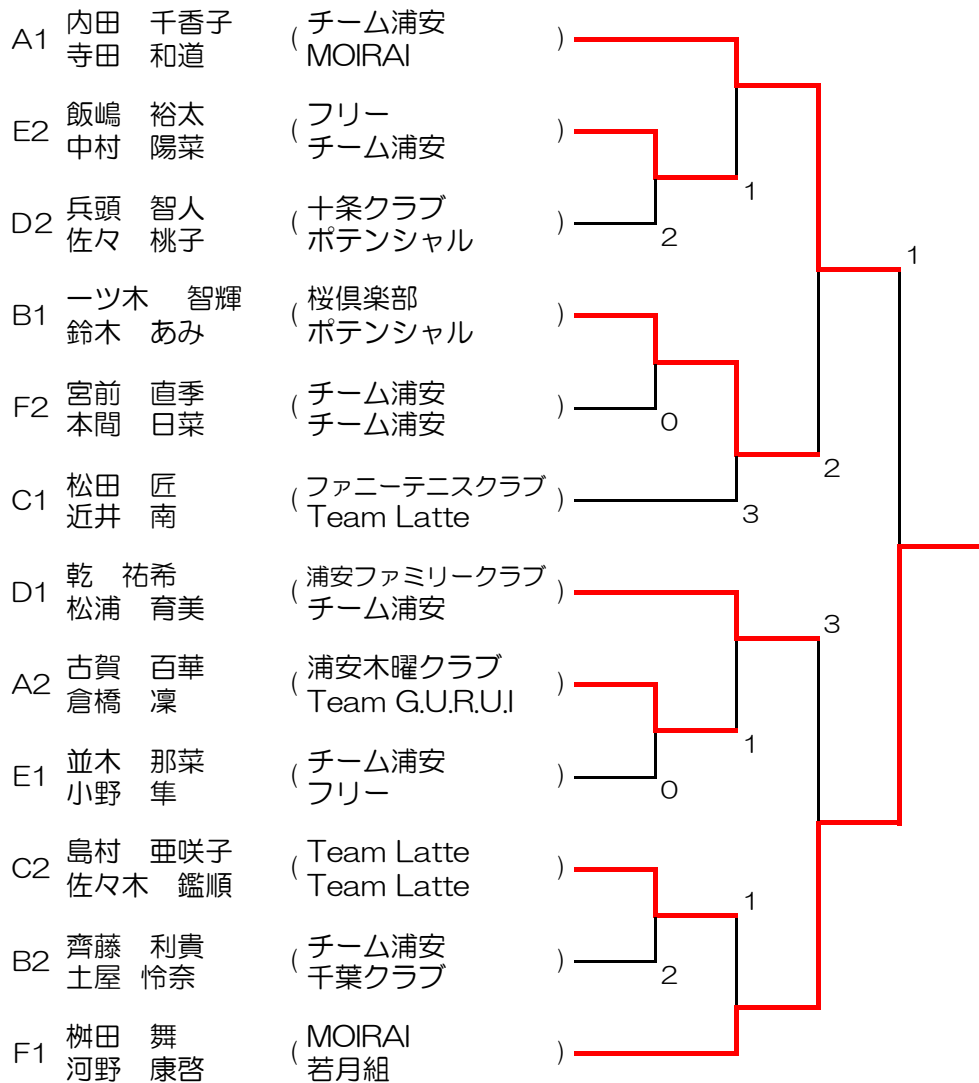 A1 内田　千香子 ( チーム浦安 )
寺田　和道 MOIRAI
E2 飯嶋　裕太 ( フリー )
中村　陽菜 チーム浦安
1
D2 兵頭　智人 ( 十条クラブ )
佐々　桃子 ポテンシャル
2
1
B1 一ツ木　智輝 ( 桜倶楽部 )
鈴木　あみ ポテンシャル
F2 宮前　直季 ( チーム浦安 )
本間　日菜 チーム浦安
0
2
C1 松田　匠 ( ファニーテニスクラブ )
近井　南 Team Latte
3
D1 乾　祐希 ( 浦安ファミリークラブ )
松浦　育美 チーム浦安
3
A2 古賀　百華 ( 浦安木曜クラブ )
倉橋　凜 Team G.U.R.U.I
1
E1 並木　那菜 ( チーム浦安 )
小野　隼 フリー
0
C2 島村　亜咲子 ( Team Latte )
佐々木　鑑順 Team Latte
1
B2 齊藤　利貴 ( チーム浦安 )
土屋 怜奈 千葉クラブ
2
F1 桝田　舞 ( MOIRAI )
河野　康啓 若月組